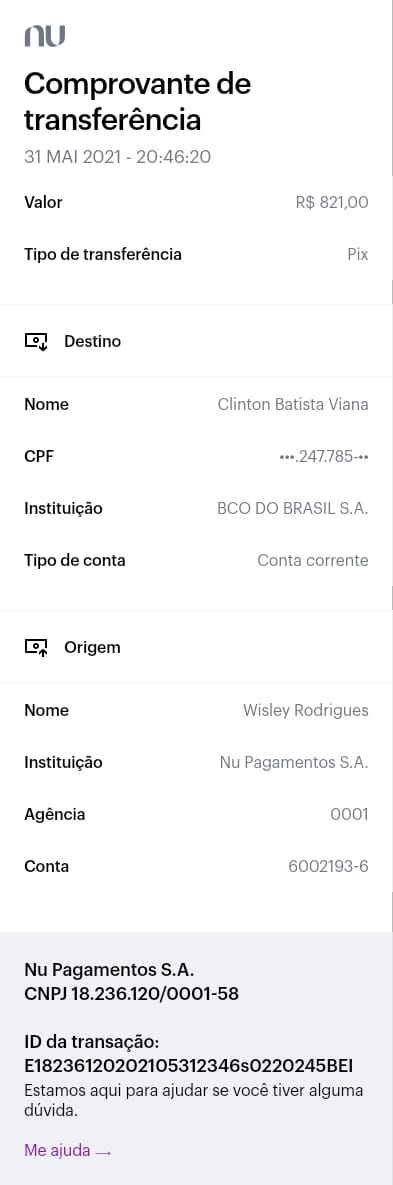 nu
Comprovante de
transferência
31 MAI 2021 - 20:46:20
Valor R$ 821,00
Tipo de transferência Pix
Destino
Nome Clinton Batista Viana
CPF •••.247.785-••
Instituição BCO DO BRASIL S.A.
Tipo de conta Conta corrente
Origem
Nome Wisley Rodrigues
Instituição Nu Pagamentos S.A.
Agência 0001
Conta 6002193-6
Nu Pagamentos S.A.
CNPJ 18.236.120/0001-58
ID da transação:
E18236120202105312346s0220245BEI
Estamos aqui para ajudar se você tiver alguma
dúvida.
Me ajuda →